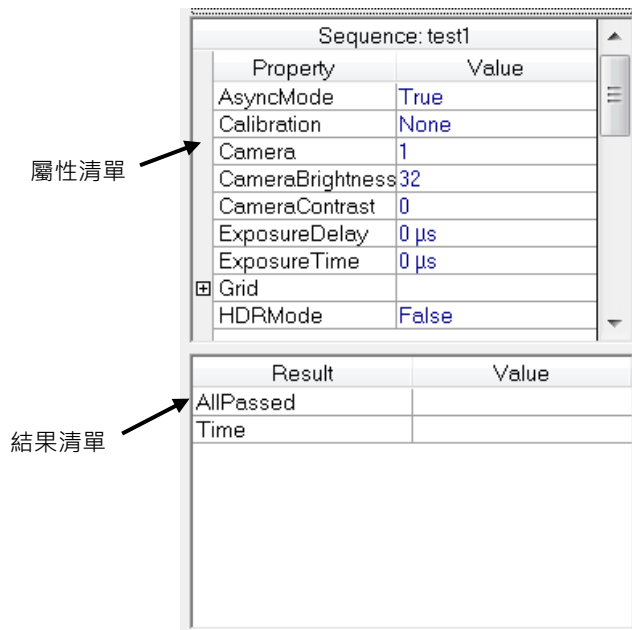 Sequence: test1
Property Value
AsyncMode True
Calibration None
Camera 1
CameraBrightness 32
CameraContrast 0
ExposureDelay 0 µs
ExposureTime 0 µs
Grid
HDRMode False
屬性清單
Result Value
AllPassed
Time
結果清單